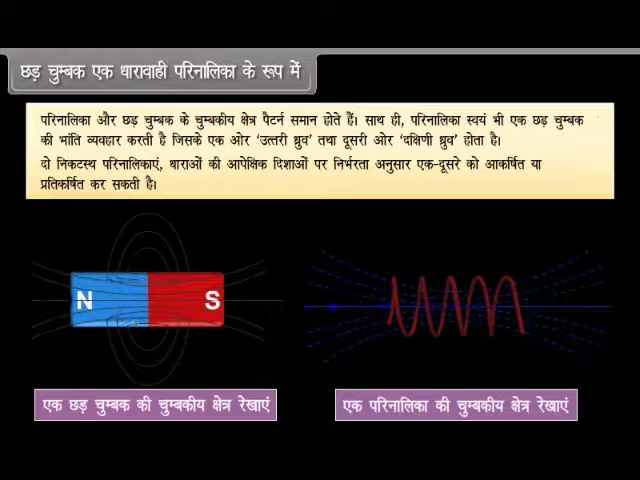 छड़ चुम्बक एक धारावाही परिनालिका के रूप में
परिनालिका और छड़ चुम्बक के चुम्बकीय क्षेत्र पैटर्न समान होते हैं। साथ ही, परिनालिका स्वयं भी एक छड़ चुम्बक
की भांति व्यवहार करती है जिसके एक ओर ‘उत्तरी ध्रुव’ तथा दूसरी ओर ‘दक्षिणी ध्रुव’ होता है।
दो निकटस्थ परिनालिकाएं, धाराओं की आपेक्षिक दिशाओं पर निर्भरता अनुसार एक-दूसरे को आकर्षित या
प्रतिकर्षित कर सकती है।
N S
एक छड़ चुम्बक की चुम्बकीय क्षेत्र रेखाएं
एक परिनालिका की चुम्बकीय क्षेत्र रेखाएं